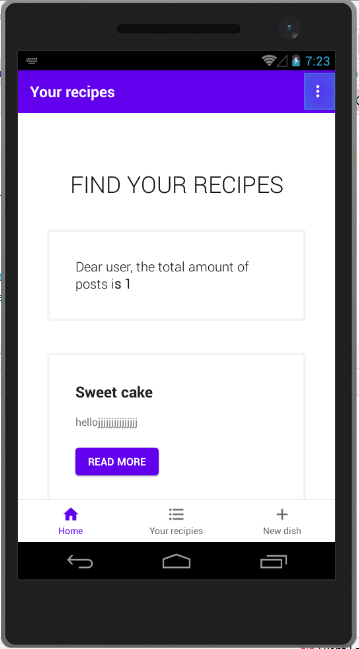 7:23
Your recipes
FIND YOUR RECIPES
Dear user, the total amount of
posts is 1
Sweet cake
hellojjjjjjjjjjjjjjj
READ MORE
Home Your recipies New dish